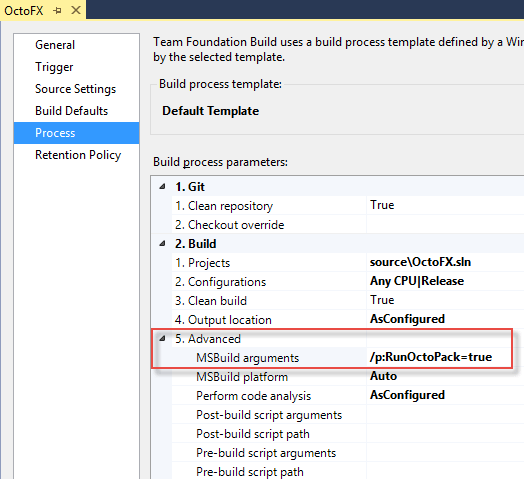 OctoFX
General
Trigger
Source Settings
Build Defaults
Process
Retention Policy
Team Foundation Build uses a build process template defined by a Win
by the selected template.
Build process template:
Default Template
Build process parameters:
1. Git
1. Clean repository True
2. Checkout override
2. Build
1. Projects source\OctoFX.sln
2. Configurations Any CPU|Release
3. Clean build True
4. Output location AsConfigured
5. Advanced
MSBuild arguments /p:RunOctoPack=true
MSBuild platform Auto
Perform code analysis AsConfigured
Post-build script arguments
Post-build script path
Pre-build script arguments
Pre-build script path